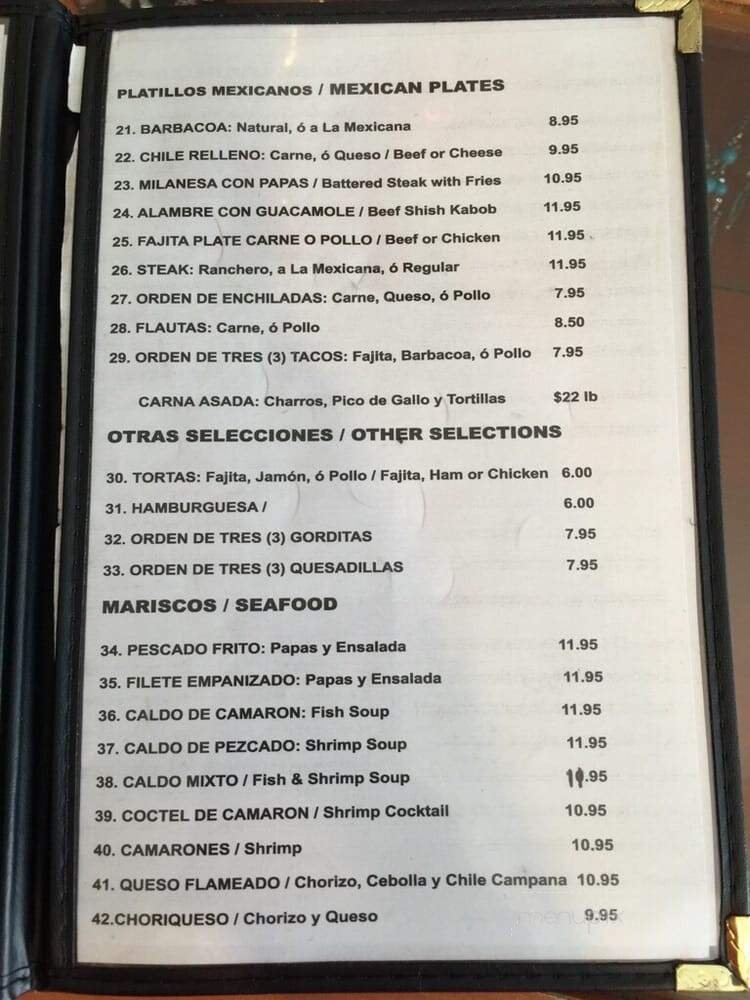 PLATILLOS MEXICANOS / MEXICAN PLATES
21. BARBACOA: Natural, ó a La Mexicana 8.95
22. CHILE RELLENO: Carne, ó Queso / Beef or Cheese 9.95
23. MILANESA CON PAPAS / Battered Steak with Fries 10.95
24. ALAMBRE CON GUACAMOLE / Beef Shish Kabob 11.95
25. FAJITA PLATE CARNE O POLLO / Beef or Chicken 11.95
26. STEAK: Ranchero, a La Mexicana, ó Regular 11.95
27. ORDEN DE ENCHILADAS: Carne, Queso, ó Pollo 7.95
28. FLAUTAS: Carne, ó Pollo 8.50
29. ORDEN DE TRES (3) TACOS: Fajita, Barbacoa, ó Pollo 7.95
CARNA ASADA: Charros, Pico de Gallo y Tortillas $22 lb
OTRAS SELECCIONES / OTHER SELECTIONS
30. TORTAS: Fajita, Jamón, ó Pollo / Fajita, Ham or Chicken 6.00
31. HAMBURGUESA / 6.00
32. ORDEN DE TRES (3) GORDITAS 7.95
33. ORDEN DE TRES (3) QUESADILLAS 7.95
MARISCOS / SEAFOOD
34. PESCADO FRITO: Papas y Ensalada 11.95
35. FILETE EMPANIZADO: Papas y Ensalada 11.95
36. CALDO DE CAMARON: Fish Soup 11.95
37. CALDO DE PEZCADO: Shrimp Soup 11.95
38. CALDO MIXTO / Fish & Shrimp Soup
39. COCTEL DE CAMARON / Shrimp Cocktail 10.95
40. CAMARONES / Shrimp 10.95
41. QUESO FLAMEADO / Chorizo, Cebolla y Chile Campana 10.95
42.CHORIQUESO / Chorizo y Queso 9.95